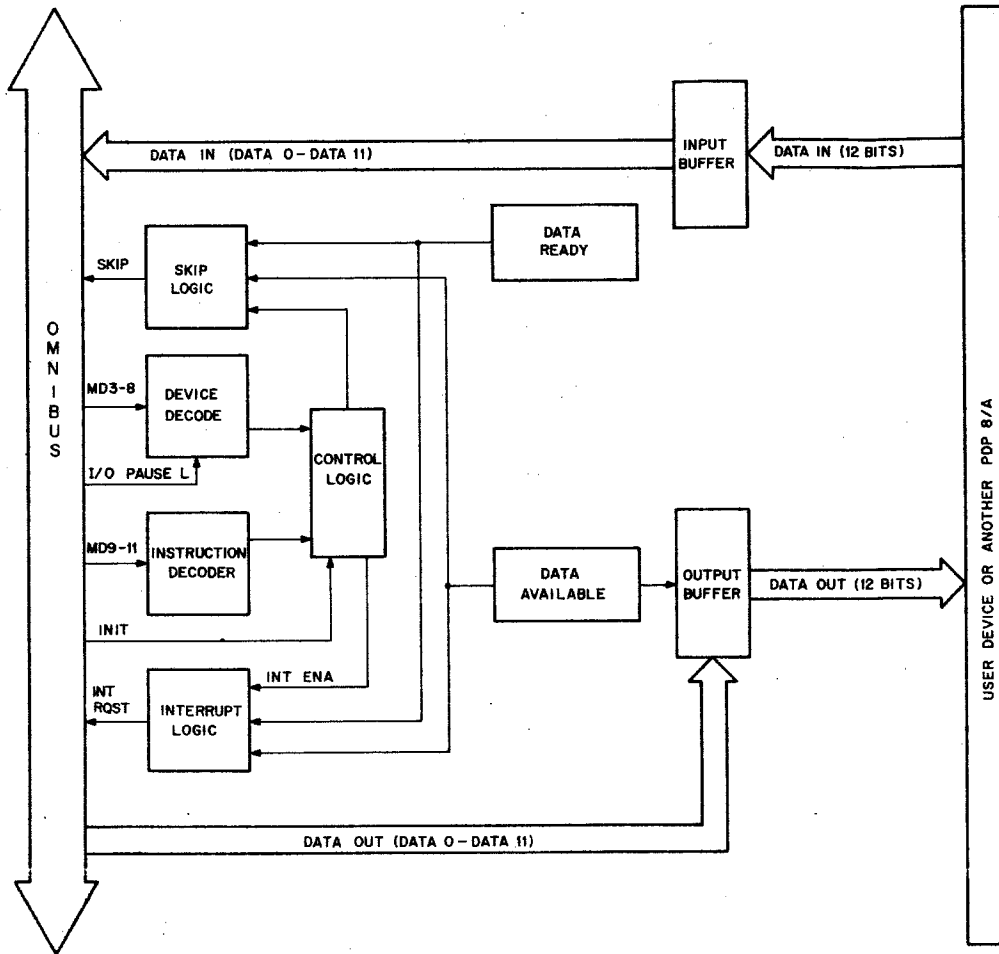 DATA IN (DATA 0-DATA 11)
INPUT
BUFFER
DATA IN (12 BITS)
DATA
READY
SKIP
SKIP
LOGIC
OMNIBUS
MD3-8
DEVICE
DECODE
I/O PAUSE L
CONTROL
LOGIC
MD9-11
INSTRUCTION
DECODER
DATA
AVAILABLE
OUTPUT
BUFFER
DATA OUT (12 BITS)
INIT
INT ENA
INT
RQST
INTERRUPT
LOGIC
DATA OUT (DATA 0-DATA 11)
USER DEVICE OR ANOTHER PDP 8/A